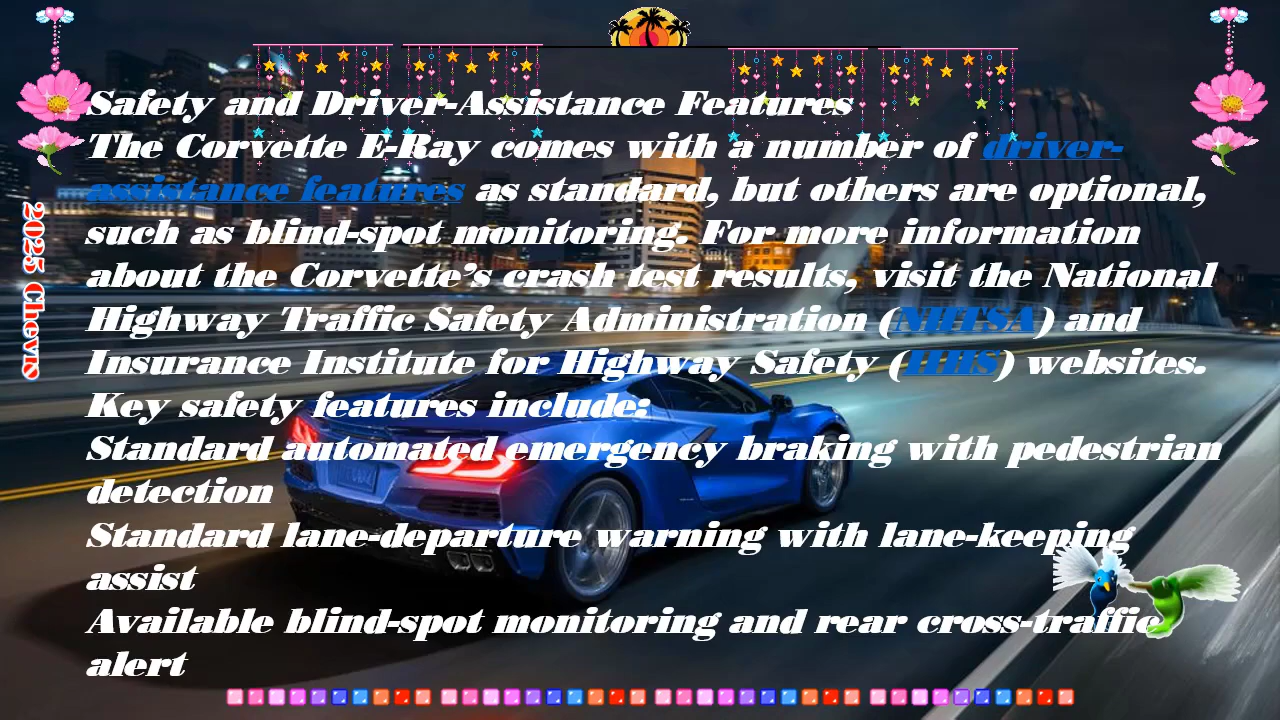 Safety and Driver-Assistance Features
The Corvette E-Ray comes with a number of driver-
assistance features as standard, but others are optional,
such as blind-spot monitoring. For more information
about the Corvette’s crash test results, visit the National
Highway Traffic Safety Administration (NHTSA) and
Insurance Institute for Highway Safety (IIHS) websites.
Key safety features include:
Standard automated emergency braking with pedestrian
detection
Standard lane-departure warning with lane-keeping
assist
Available blind-spot monitoring and rear cross-traffic
alert
2025 Chevrs